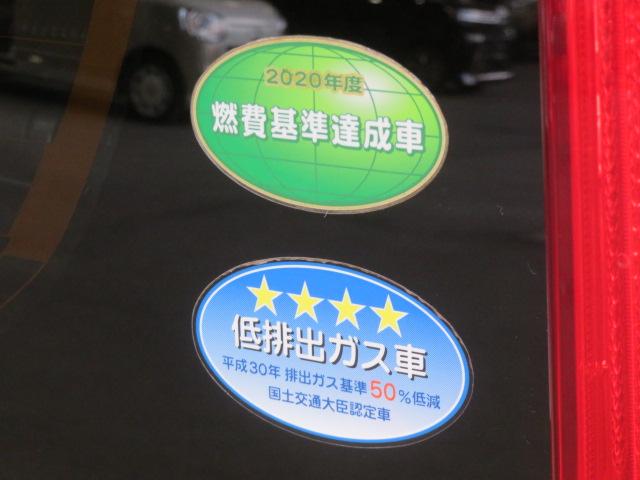 2020年度
燃費基準達成車
低排出ガス車
平成30年 排出ガス基準50%低減
国土交通大臣認定車